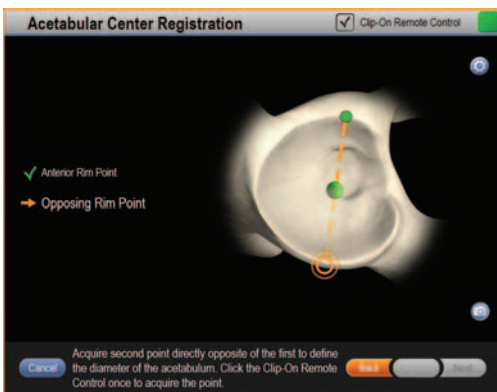 Acetabular Center Registration
Clip-On Remote Control
Anterior Rim Point
Opposing Rim Point
Acquire second point directly opposite of the first to define
the diameter of the acetabulum. Click the Clip-On Remote
Control once to acquire the point.
Cancel
Back
Next